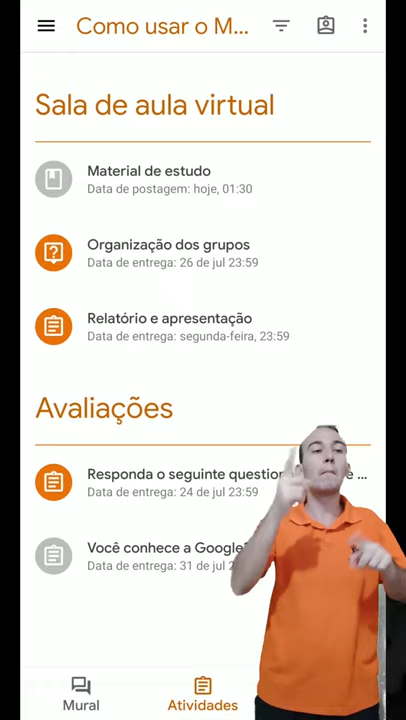 Como usar o M...
Sala de aula virtual
Material de estudo
Data de postagem: hoje, 01:30
Organização dos grupos
Data de entrega: 26 de jul 23:59
Relatório e apresentação
Data de entrega: segunda-feira, 23:59
Avaliações
Responda o seguinte question e ...
Data de entrega: 24 de jul 23:59
Você conhece a Google?
Data de entrega: 31 de jul
Mural
Atividades